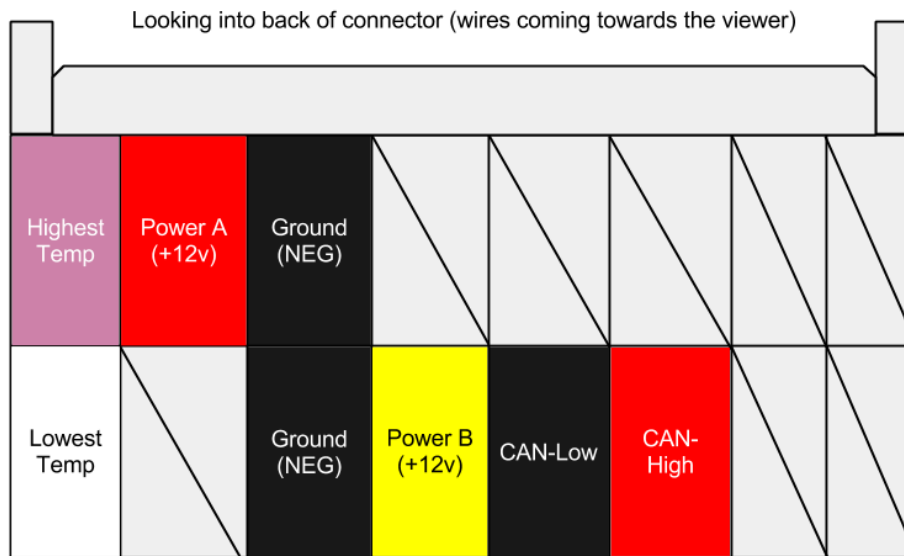 Looking into back of connector (wires coming towards the viewer)
Highest
Temp
Power A
(+12v)
Ground
(NEG)
Lowest
Temp
Ground
(NEG)
Power B
(+12v)
CAN-Low
CAN-
High